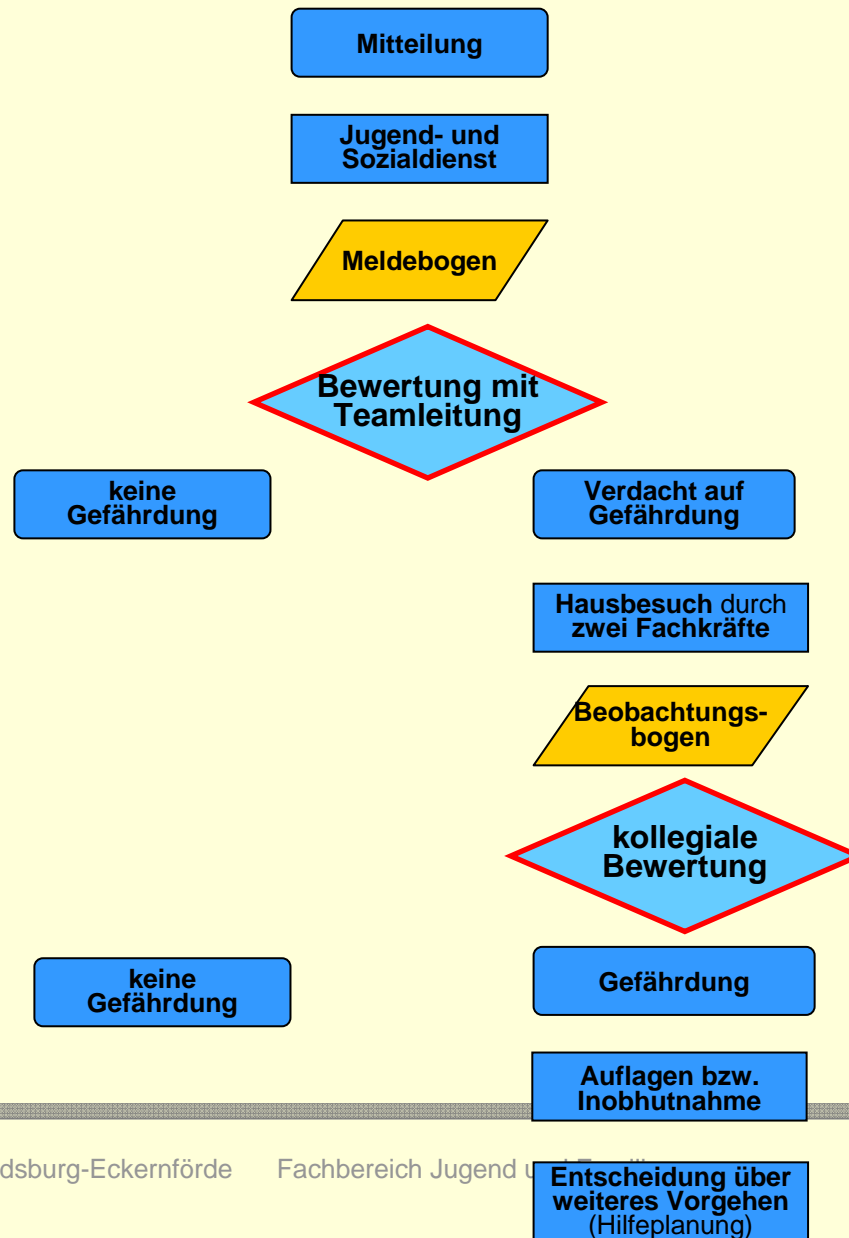 Mitteilung
Jugend- und
Sozialdienst
Meldebogen
Bewertung mit
Teamleitung
keine
Gefährdung
Verdacht auf
Gefährdung
Hausbesuch durch
zwei Fachkräfte
Beobachtungs-
bogen
kollegiale
Bewertung
keine
Gefährdung
Gefährdung
Auflagen bzw.
Inobhutnahme
dsburg-Eckernförde Fachbereich Jugend
Entscheidung über
weiteres Vorgehen
(Hilfeplanung)